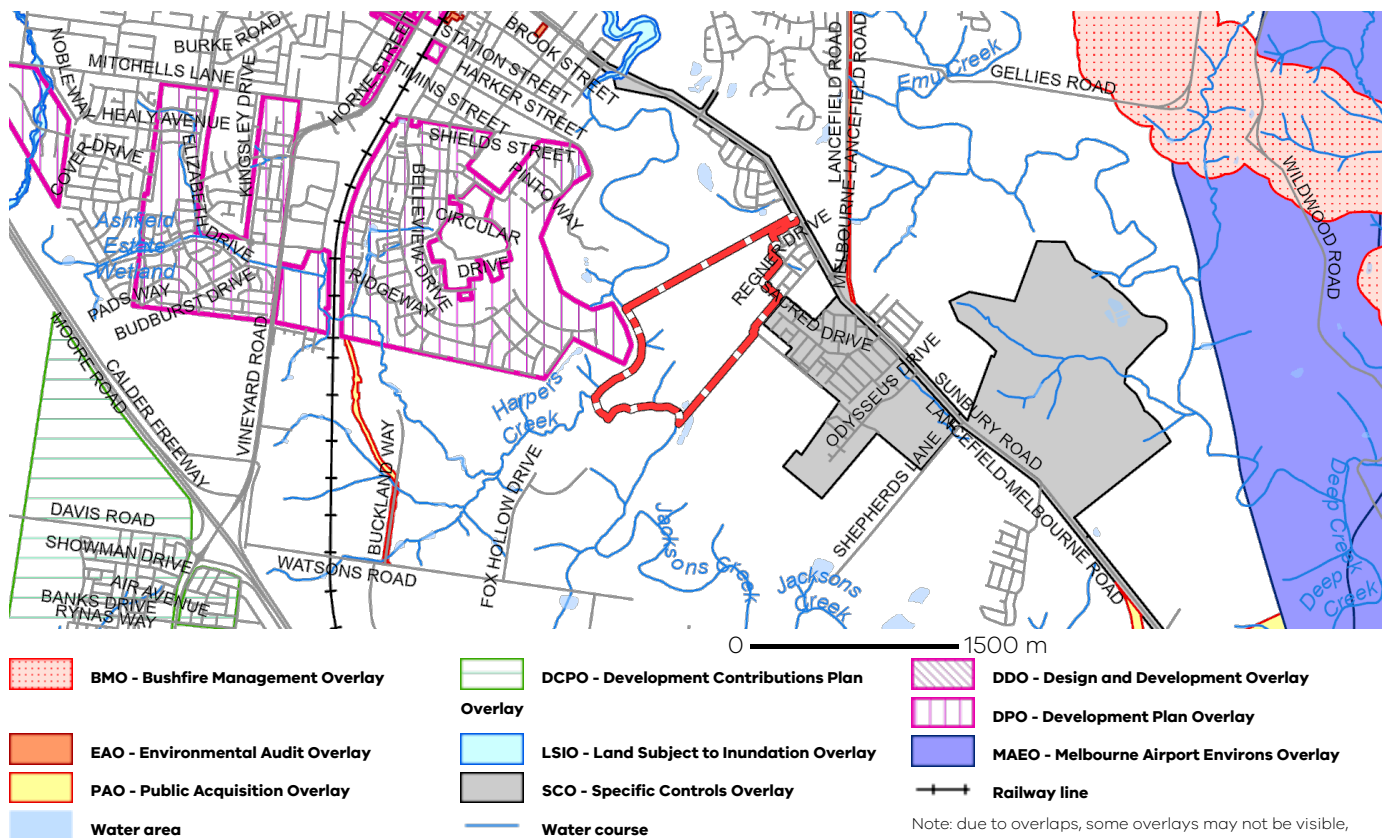 BURKE ROAD
MITCHELLS LANE
NOBLE WAY
HEALY AVENUE
DRIVE
COVER
KINGSLEY DRIVE
ELIZABETH DRIVE
HORNE STREET
STATION STREET
BROOK STREET
HARKER STREET
TIMINS STREET
SHIELDS STREET
PINTO WAY
BELLEVIEW DRIVE
CIRCULAR
DRIVE
RIDGEWAY
Ashfield
Estate
Wetland
PADS WAY
BUDBURST DRIVE
MOORE ROAD
CALDER FREEWAY
VINEYARD ROAD
DAVIS ROAD
SHOWMAN DRIVE
AIR AVENUE
BANKS DRIVE
RYNAS WAY
WATSONS ROAD
BUCKLAND WAY
FOX HOLLOW DRIVE
Harpers
Creek
LANCEFIELD ROAD
MELBOURNE-LANCEFIELD ROAD
Emu Creek
GELLIES ROAD
WILDWOOD ROAD
REGNER DRIVE
SACRED DRIVE
ODYSSEUS DRIVE
SUNBURY ROAD
LANCEFIELD-MELBOURNE ROAD
SHEPHERDS LANE
Jacksons Creek
Jacksons
Creek
Deep Creek
Deep
Creek
0 1500 m
BMO - Bushfire Management Overlay
DCPO - Development Contributions Plan
Overlay
DDO - Design and Development Overlay
DPO - Development Plan Overlay
EAO - Environmental Audit Overlay
LSIO - Land Subject to Inundation Overlay
MAEO - Melbourne Airport Environs Overlay
PAO - Public Acquisition Overlay
SCO - Specific Controls Overlay
Railway line
Water area
Water course
Note: due to overlaps, some overlays may not be visible,